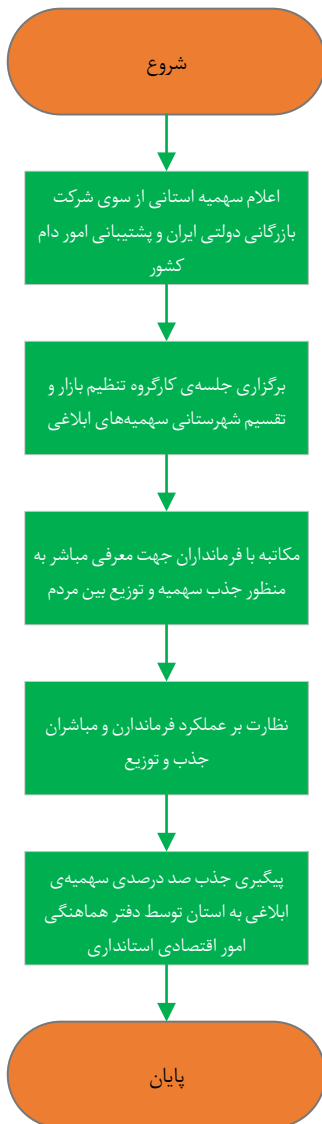 شروع
اعلام سهمیه استانی از سوی شرکت
بازرگانی دولتی ایران و پشتیبانی امور دام
کشور
برگزاری جلسه‌ی کارگروه تنظیم بازار و
تقسیم شهرستانی سهمیه‌های ابلاغی
مکاتبه با فرمانداران جهت معرفی مباشر به
منظور جذب سهمیه و توزیع بین مردم
نظارت بر عملکرد فرماندارن و مباشران
جذب و توزیع
پیگیری جذب صد درصدی سهمیه‌ی
ابلاغی به استان توسط دفتر هماهنگی
امور اقتصادی استانداری
پایان